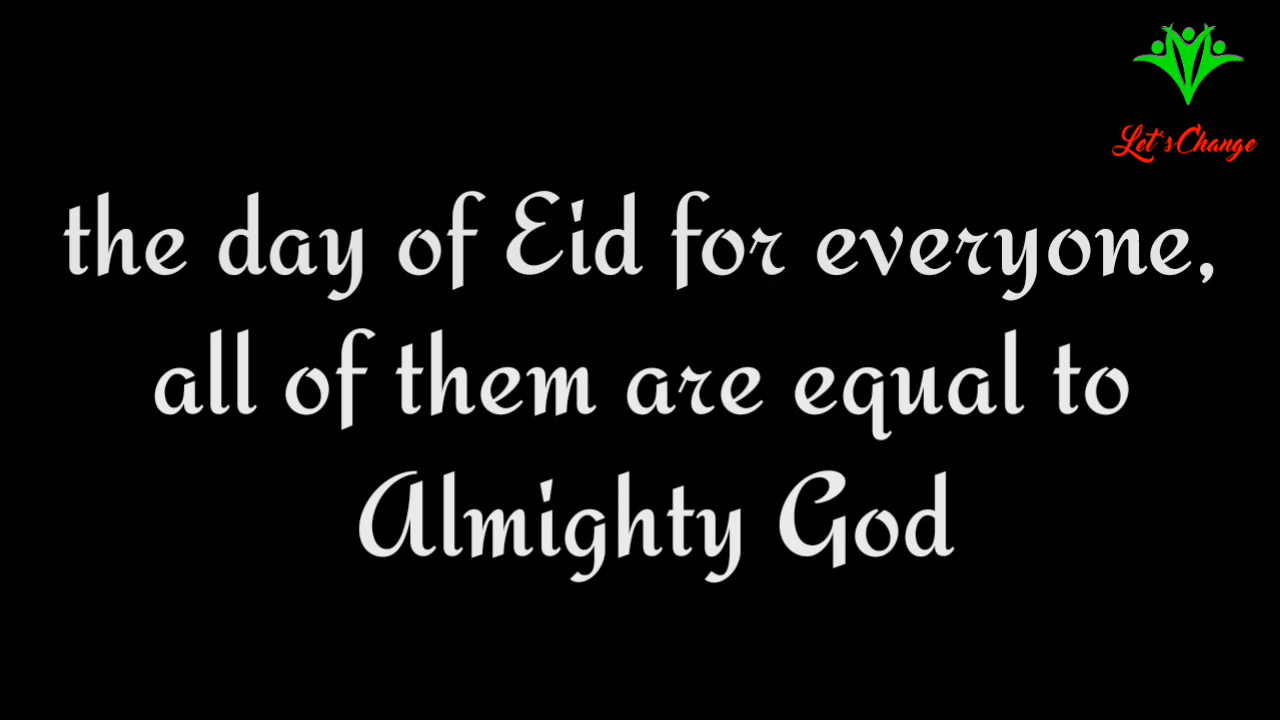 Let's Change
the day of Eid for everyone,
all of them are equal to
Almighty God